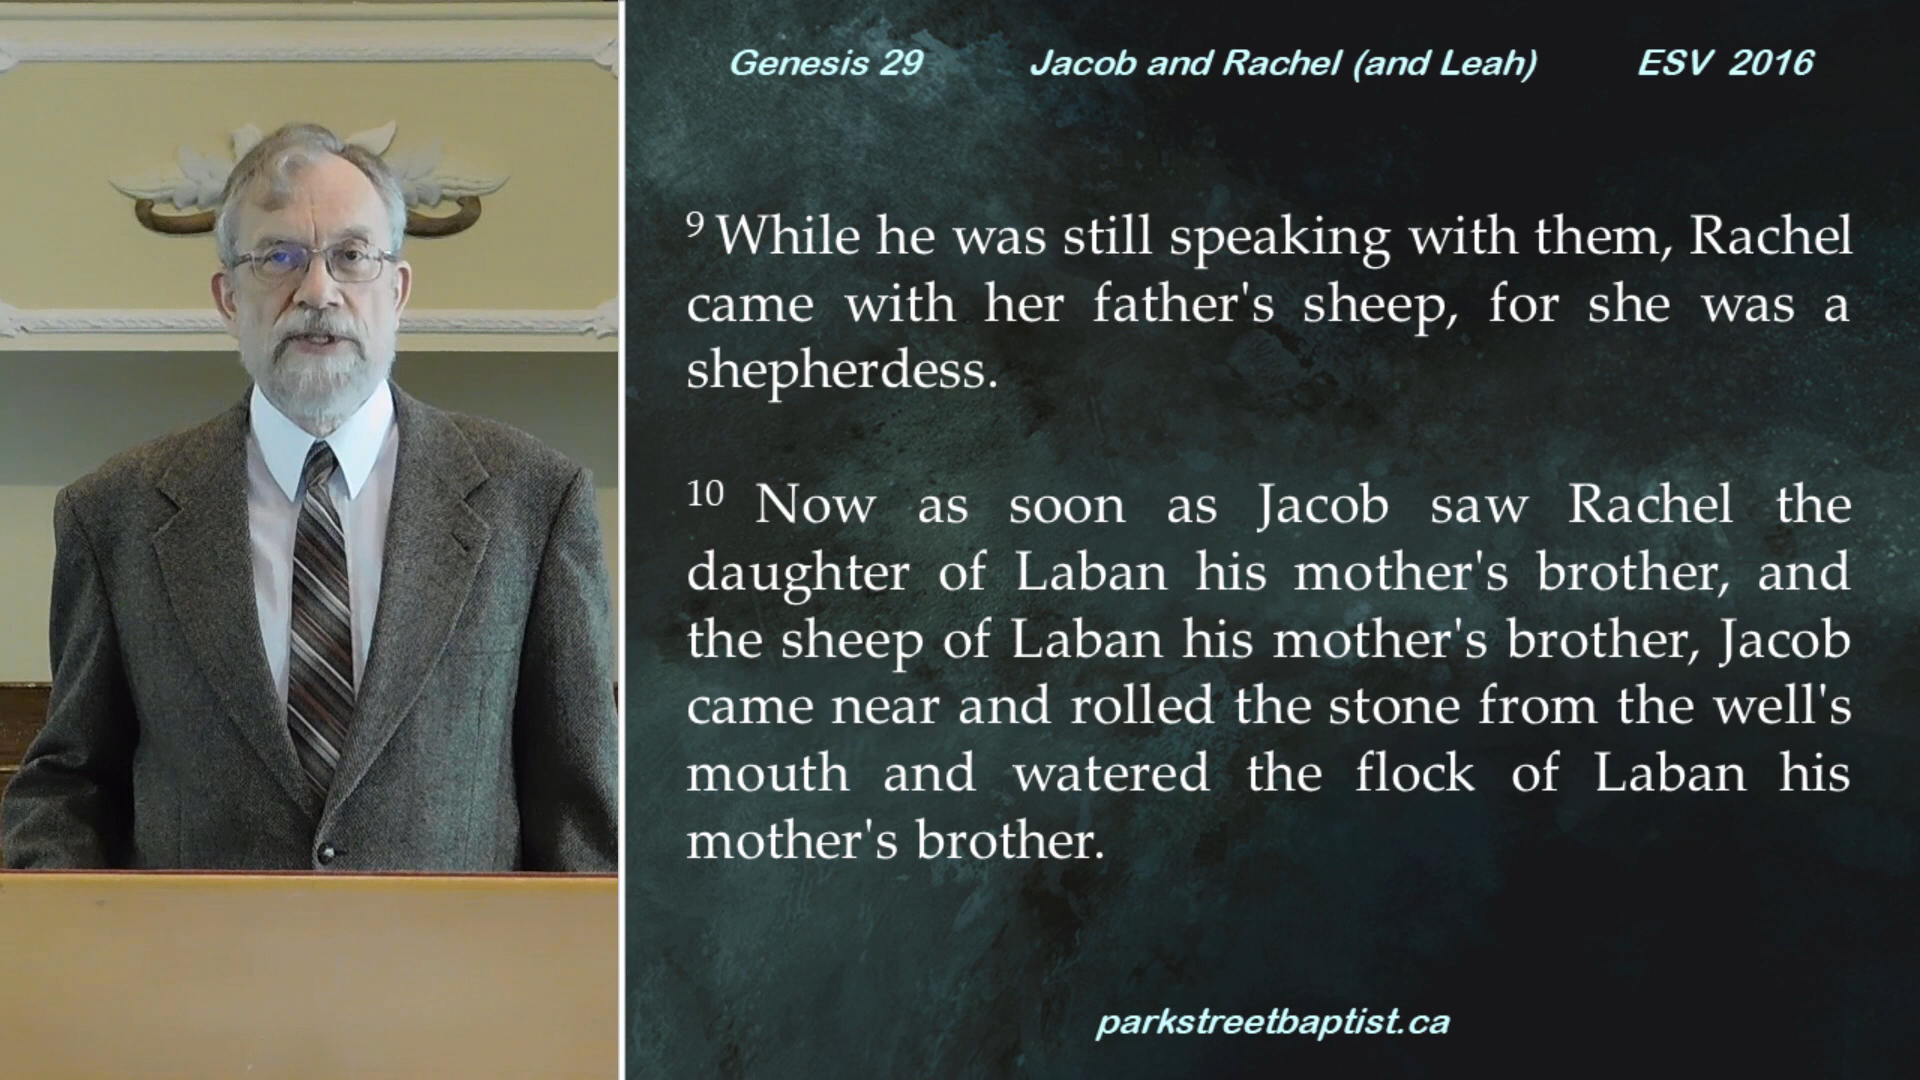 Genesis 29 Jacob and Rachel (and Leah) ESV 2016
9 While he was still speaking with them, Rachel
came with her father's sheep, for she was a
shepherdess.
10 Now as soon as Jacob saw Rachel the
daughter of Laban his mother's brother, and
the sheep of Laban his mother's brother, Jacob
came near and rolled the stone from the well's
mouth and watered the flock of Laban his
mother's brother.
parkstreetbaptist.ca